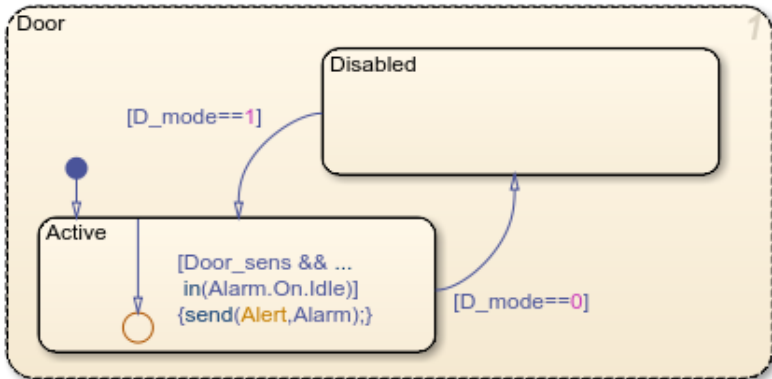 Door
1
Disabled
[D_mode==1]
Active
[Door_sens && ...
in(Alarm.On.Idle)]
{send(Alert,Alarm);}
[D_mode==0]